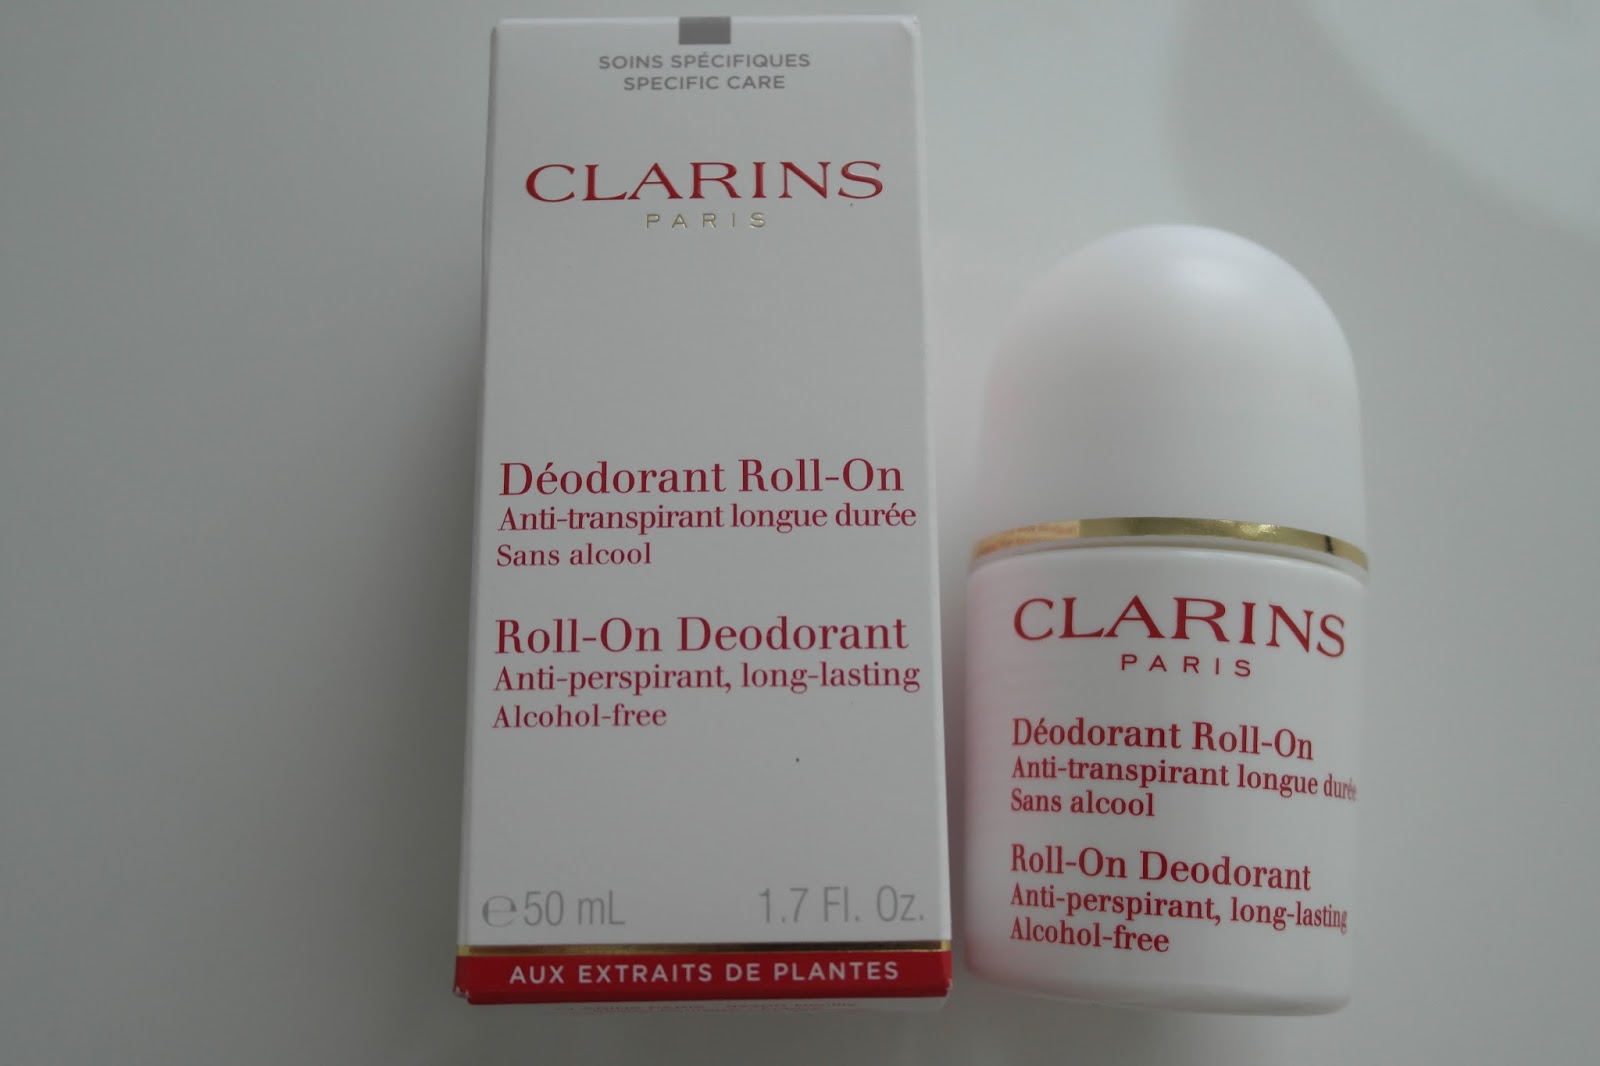 SOINS SPÉCIFIQUES
SPECIFIC CARE
CLARINS
PARIS
Déodorant Roll-On
Anti-transpirant longue durée
Sans alcool
Roll-On Deodorant
Anti-perspirant, long-lasting
Alcohol-free
℮50 mL 1.7 Fl. Oz.
AUX EXTRAITS DE PLANTES
CLARINS
PARIS
Déodorant Roll-On
Anti-transpirant longue durée
Sans alcool
Roll-On Deodorant
Anti-perspirant, long-lasting
Alcohol-free